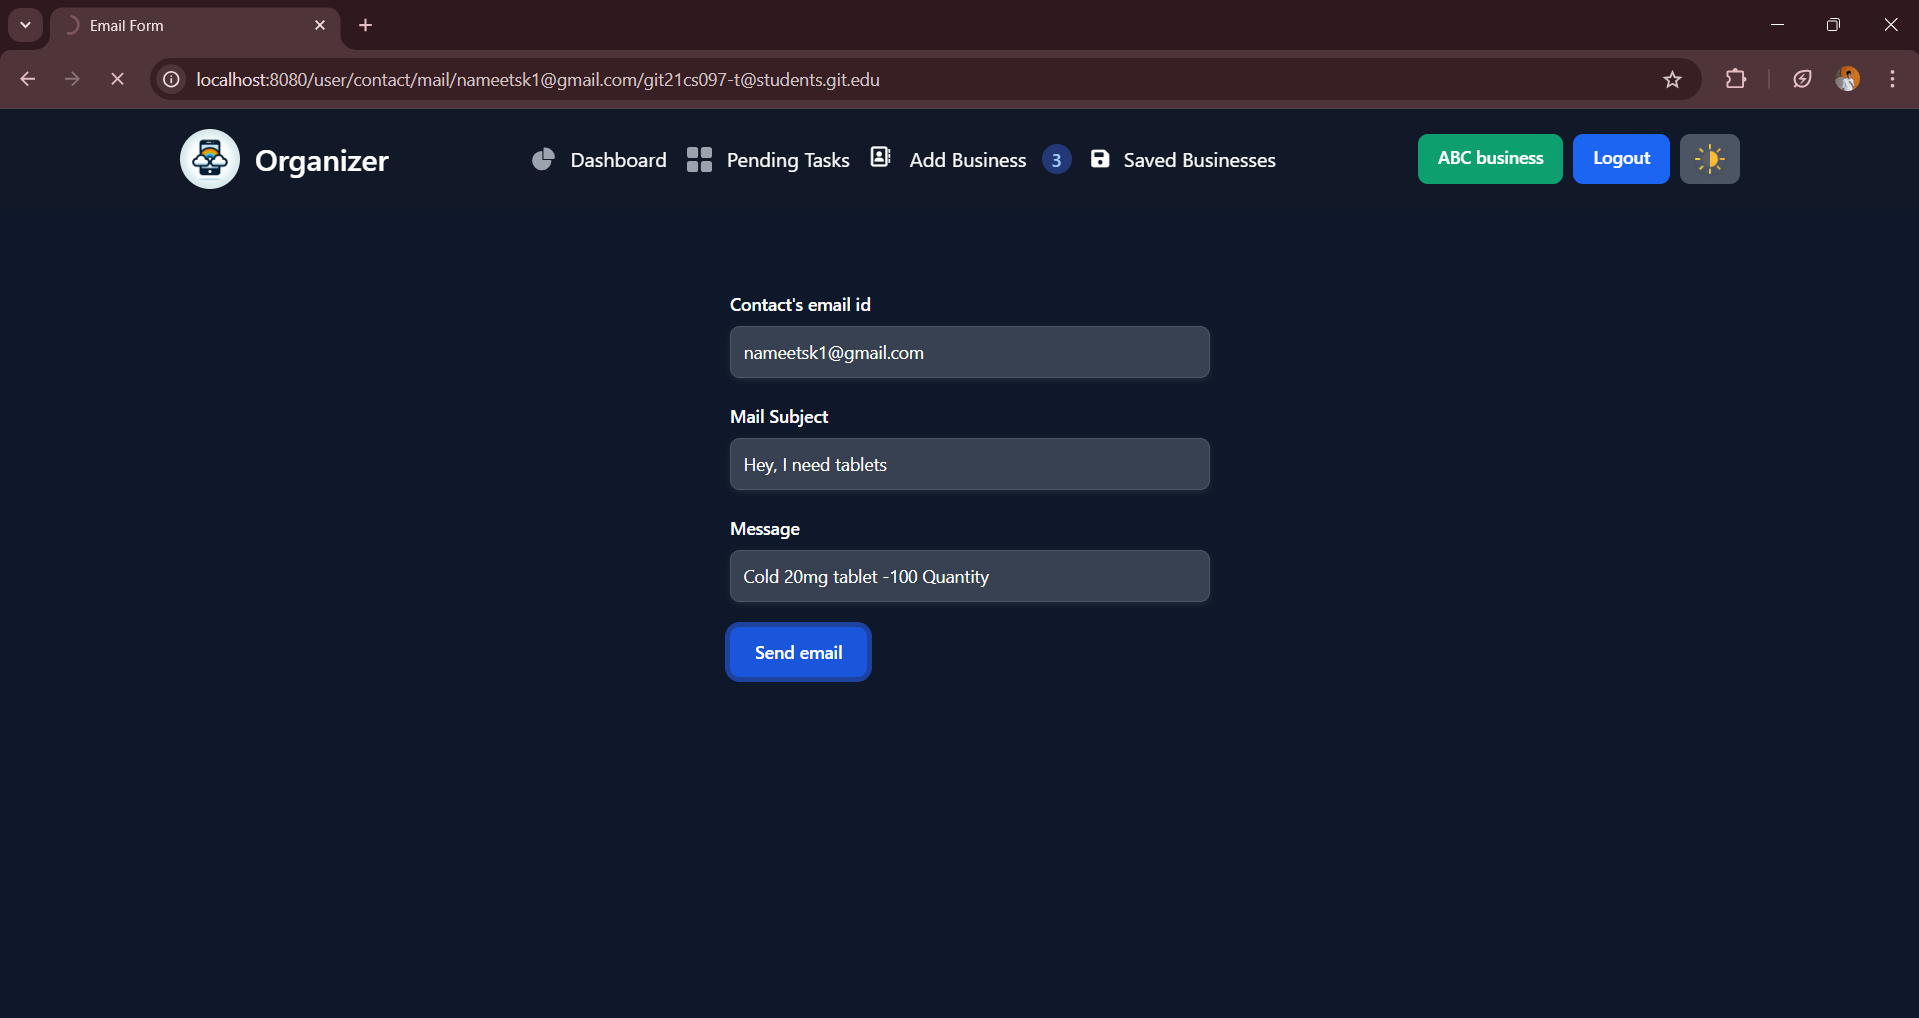 Email Form
localhost:8080/user/contact/mail/nameetsk1@gmail.com/git21cs097-t@students.git.edu
Organizer
Dashboard
Pending Tasks
Add Business
3
Saved Businesses
ABC business
Logout
Contact's email id
nameetsk1@gmail.com
Mail Subject
Hey, I need tablets
Message
Cold 20mg tablet -100 Quantity
Send email